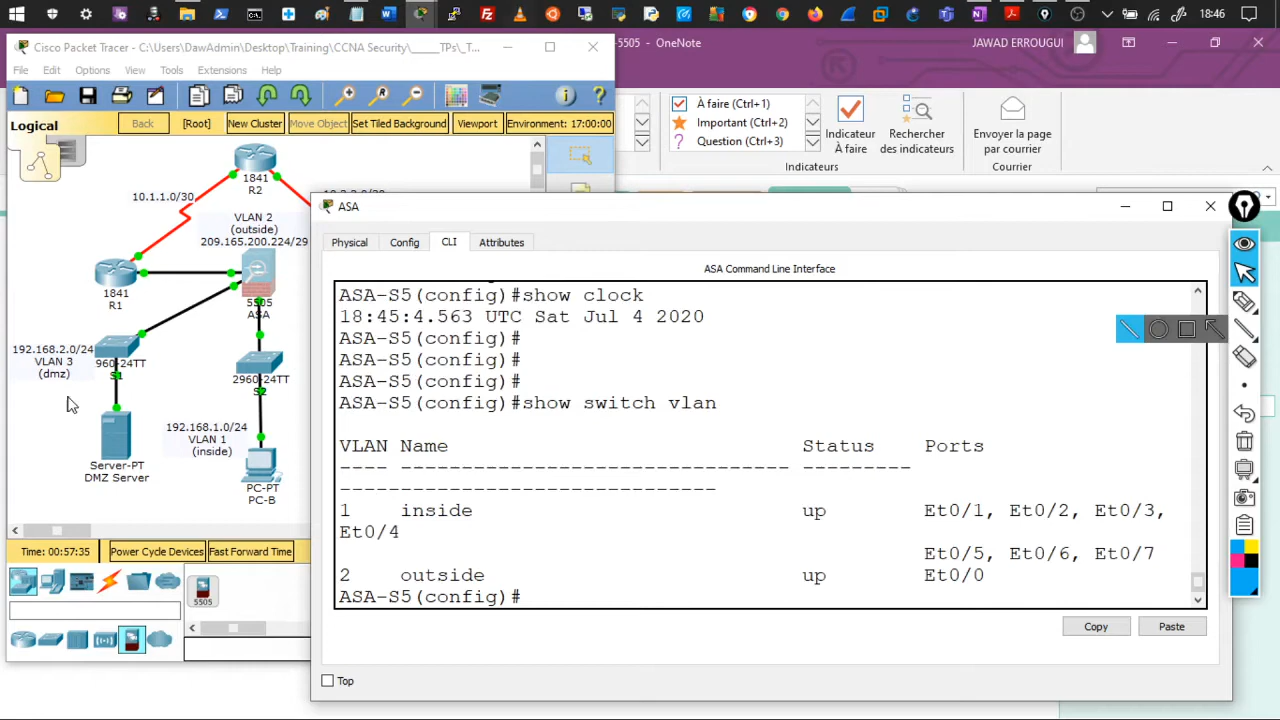 18:46
Cisco Packet Tracer - C:\Users\DawAdmin\Desktop\Training\CCNA Security\_____TPs\_T...
-5505 - OneNote
JAWAD ERROUGUI
File Edit Options View Tools Extensions Help
À faire (Ctrl+1)
Important (Ctrl+2)
Question (Ctrl+3)
Indicateur
À faire
Rechercher
des indicateurs
Envoyer la page
par courrier
Indicateurs
Courrier
Logical
Back
[Root]
New Cluster
Move Object
Set Tiled Background
Viewport
Environment: 17:00:00
1841
R2
10.1.1.0/30
VLAN 2
(outside)
209.165.200.224/29
1841
R1
5505
ASA
192.168.2.0/24
VLAN 3
(dmz)
960-24TT
S1
2960-24TT
S2
192.168.1.0/24
VLAN 1
(inside)
Server-PT
DMZ Server
PC-PT
PC-B
Time: 00:57:35
Power Cycle Devices
Fast Forward Time
5505
ASA
Physical
Config
CLI
Attributes
ASA Command Line Interface
ASA-S5(config)#show clock
18:45:4.563 UTC Sat Jul 4 2020
ASA-S5(config)#
ASA-S5(config)#
ASA-S5(config)#
ASA-S5(config)#show switch vlan
VLAN Name Status Ports
---- -------------------------------- ---------
-------------------------------
1 inside up Et0/1, Et0/2, Et0/3,
Et0/4
Et0/5, Et0/6, Et0/7
2 outside up Et0/0
ASA-S5(config)#
Copy
Paste
Top